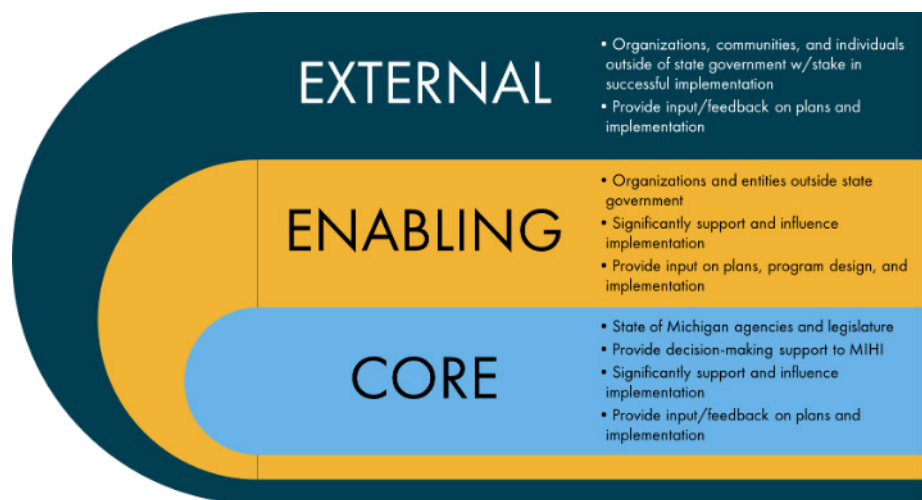 EXTERNAL
• Organizations, communities, and individuals
outside of state government w/stake in
successful implementation
• Provide input/feedback on plans and
implementation
ENABLING
• Organizations and entities outside state
government
• Significantly support and influence
implementation
• Provide input on plans, program design, and
implementation
CORE
• State of Michigan agencies and legislature
• Provide decision-making support to MIHI
• Significantly support and influence
implementation
• Provide input/feedback on plans and
implementation